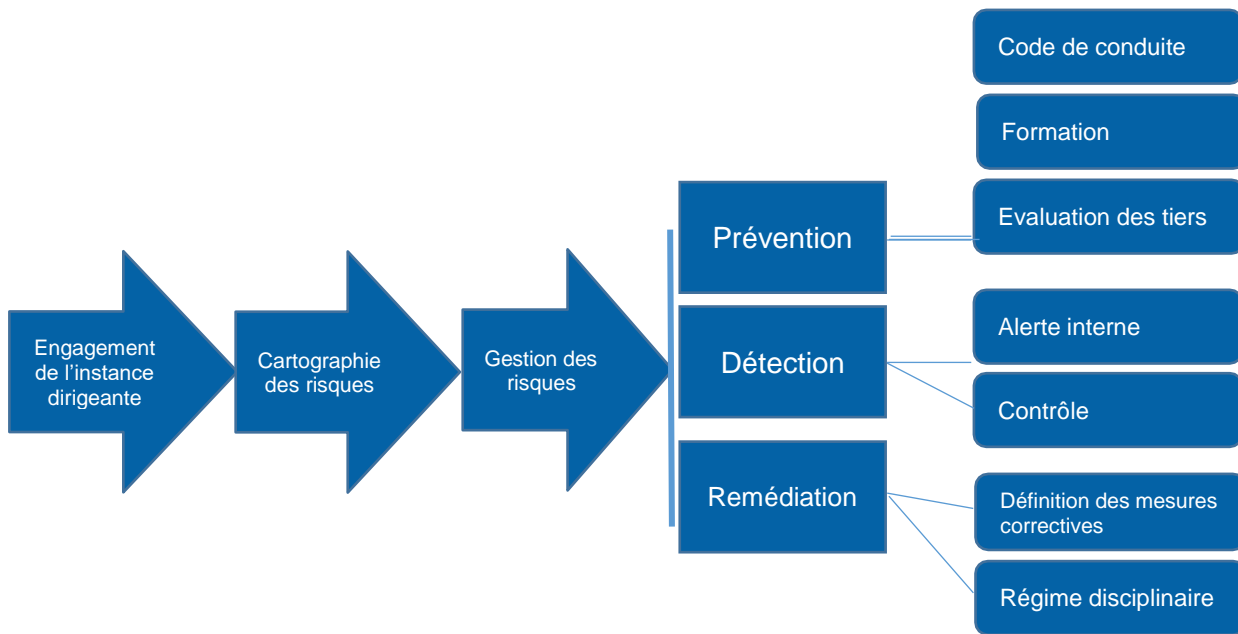 Engagement
de l’instance
dirigeante
Cartographie
des risques
Gestion des
risques
Prévention
Détection
Remédiation
Code de conduite
Formation
Evaluation des tiers
Alerte interne
Contrôle
Définition des mesures
correctives
Régime disciplinaire